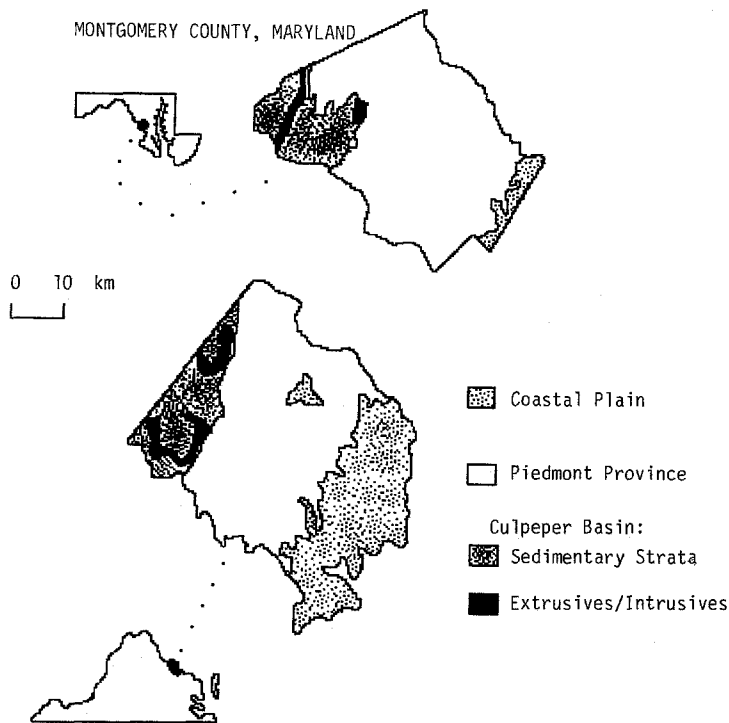 MONTGOMERY COUNTY, MARYLAND
0 10 km
Coastal Plain
Piedmont Province
Culpeper Basin:
Sedimentary Strata
Extrusives/Intrusives